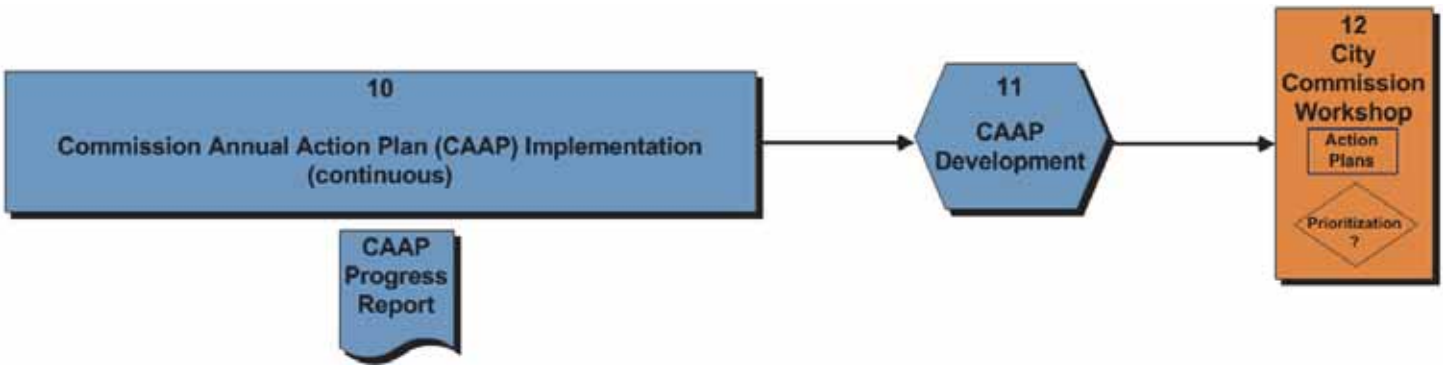 10
Commission Annual Action Plan (CAAP) Implementation
(continuous)
CAAP
Progress
Report
11
CAAP
Development
12
City
Commission
Workshop
Action
Plans
Prioritization
?